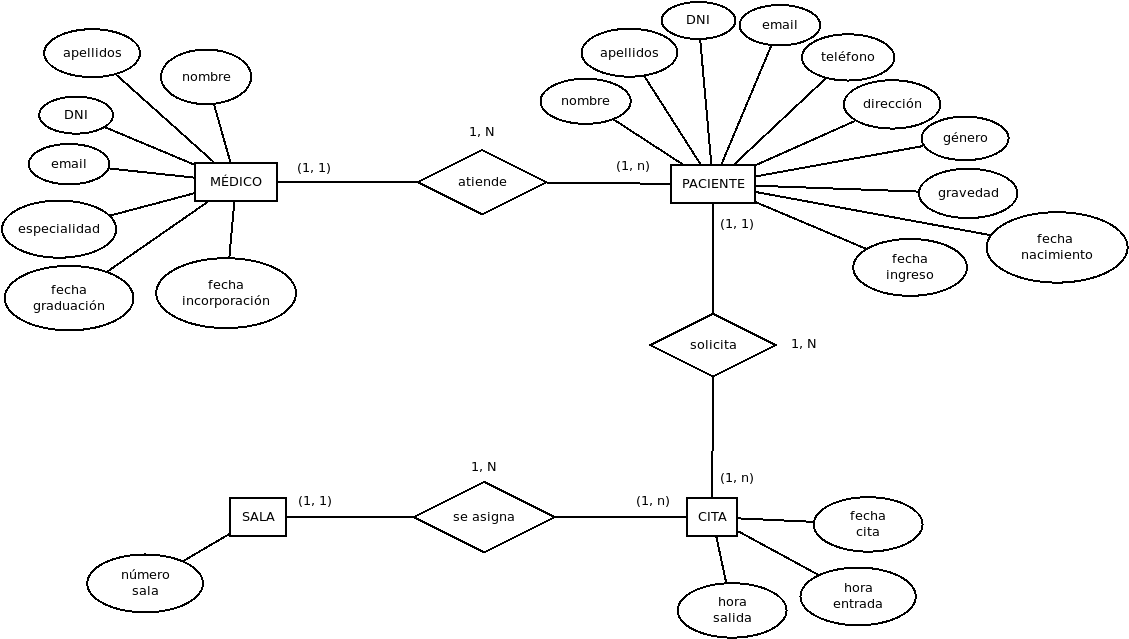 apellidos
nombre
DNI
email
especialidad
fecha
graduación
fecha
incorporación
MÉDICO
(1, 1)
1, N
atiende
(1, n)
PACIENTE
nombre
apellidos
DNI
email
teléfono
dirección
género
gravedad
fecha
nacimiento
fecha
ingreso
(1, 1)
solicita
1, N
(1, n)
CITA
fecha
cita
hora
entrada
hora
salida
(1, n)
1, N
se asigna
(1, 1)
SALA
número
sala